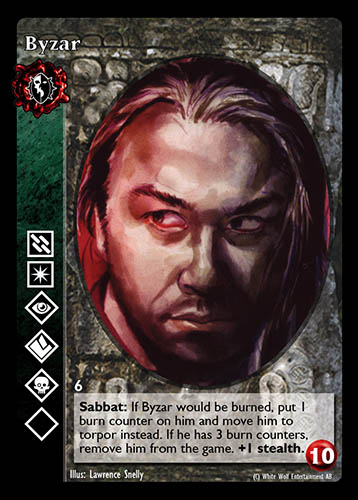 Byzar
6
Sabbat: If Byzar would be burned, put 1
burn counter on him and move him to
torpor instead. If he has 3 burn counters,
remove him from the game. +1 stealth.
10
Illus: Lawrence Snelly
(C) White Wolf Entertainment AB